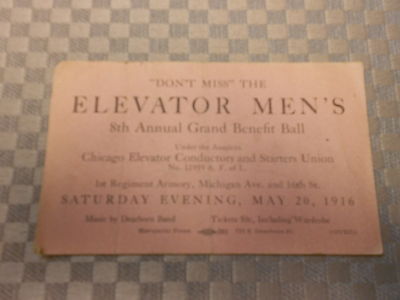 "DON'T MISS" THE
ELEVATOR MEN'S
8th Annual Grand Benefit Ball
Under the Auspices
Chicago Elevator Conductors and Starters Union
No. A. F. of L.
1st Regiment Armory, Michigan Ave. and 16th St.
SATURDAY EVENING, MAY 20, 1916
Music by Dearborn Band Tickets 50c, Including Wardrobe